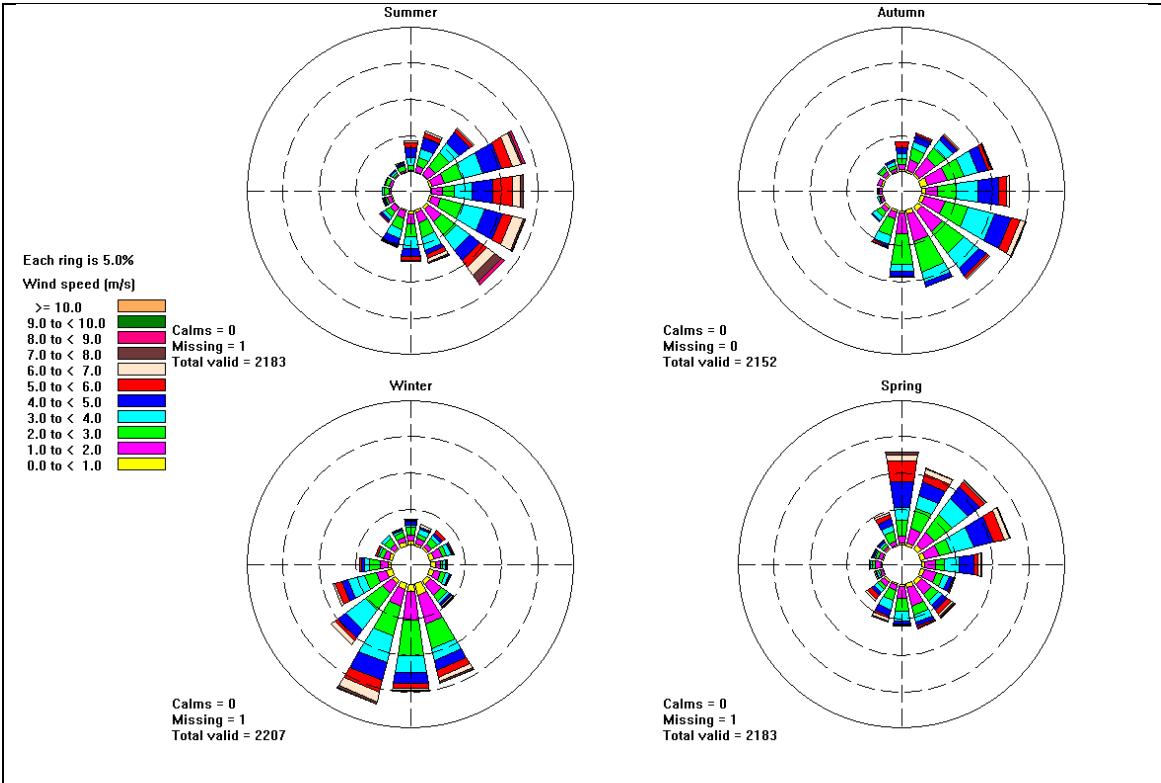 Summer
Autumn
Each ring is 5.0%
Wind speed (m/s)
>= 10.0
9.0 to < 10.0
8.0 to < 9.0
7.0 to < 8.0
6.0 to < 7.0
5.0 to < 6.0
4.0 to < 5.0
3.0 to < 4.0
2.0 to < 3.0
1.0 to < 2.0
0.0 to < 1.0
Calms = 0
Missing = 1
Total valid = 2183
Calms = 0
Missing = 0
Total valid = 2152
Winter
Spring
Calms = 0
Missing = 1
Total valid = 2207
Calms = 0
Missing = 1
Total valid = 2183